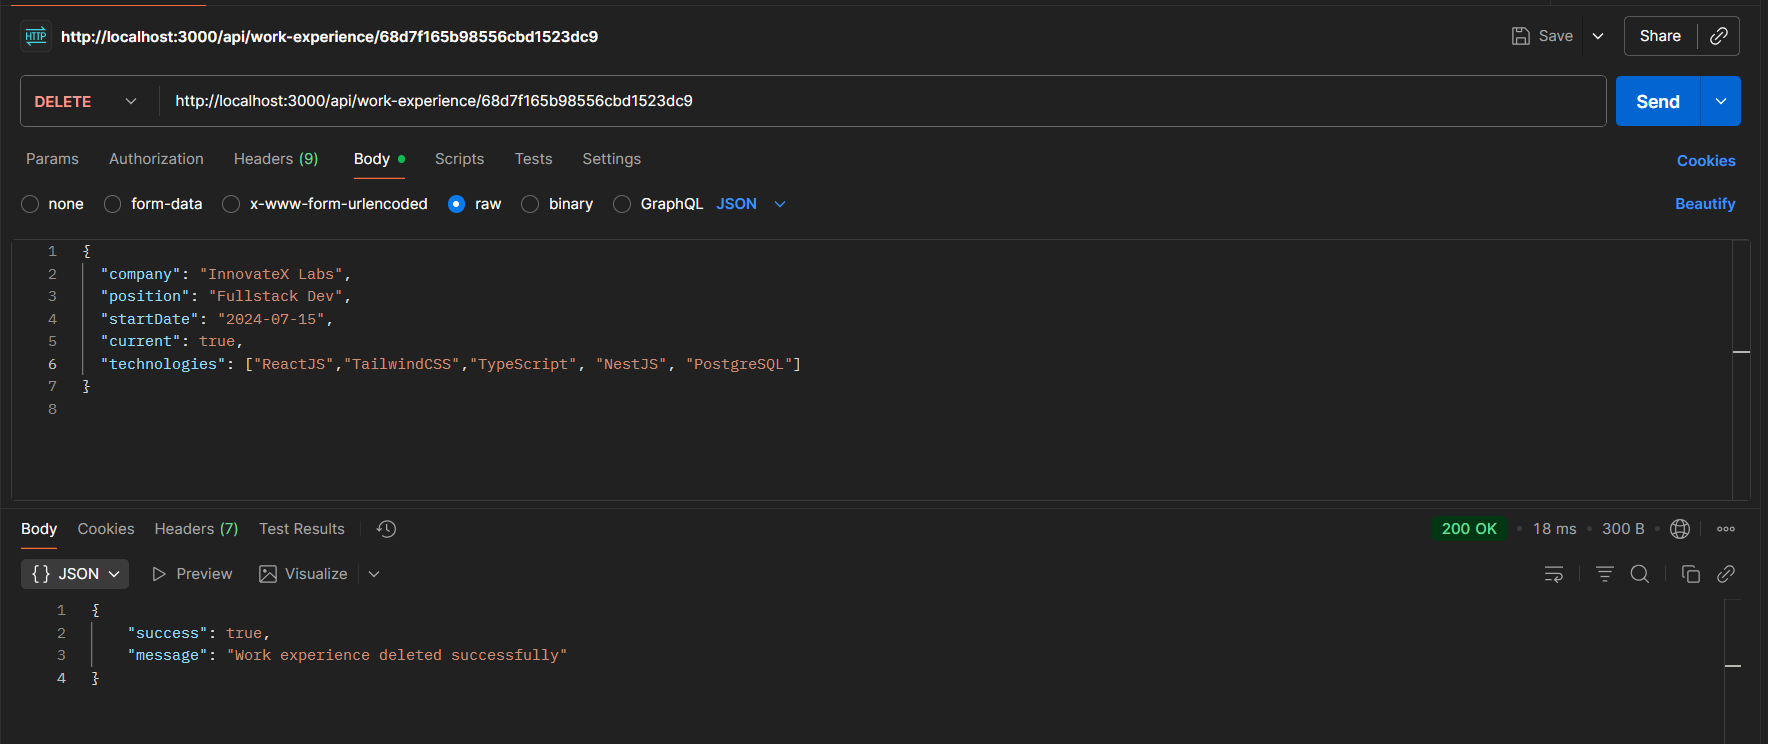 HTTP http://localhost:3000/api/work-experience/68d7f165b98556cbd1523dc9 Save Share
DELETE http://localhost:3000/api/work-experience/68d7f165b98556cbd1523dc9 Send
Params Authorization Headers (9) Body Scripts Tests Settings Cookies
none form-data x-www-form-urlencoded raw binary GraphQL JSON Beautify
1 {
2 "company": "InnovateX Labs",
3 "position": "Fullstack Dev",
4 "startDate": "2024-07-15",
5 "current": true,
6 "technologies": ["ReactJS","TailwindCSS","TypeScript", "NestJS", "PostgreSQL"]
7 }
8
Body Cookies Headers (7) Test Results 200 OK • 18 ms • 300 B •
{} JSON Preview Visualize
1 {
2 "success": true,
3 "message": "Work experience deleted successfully"
4 }